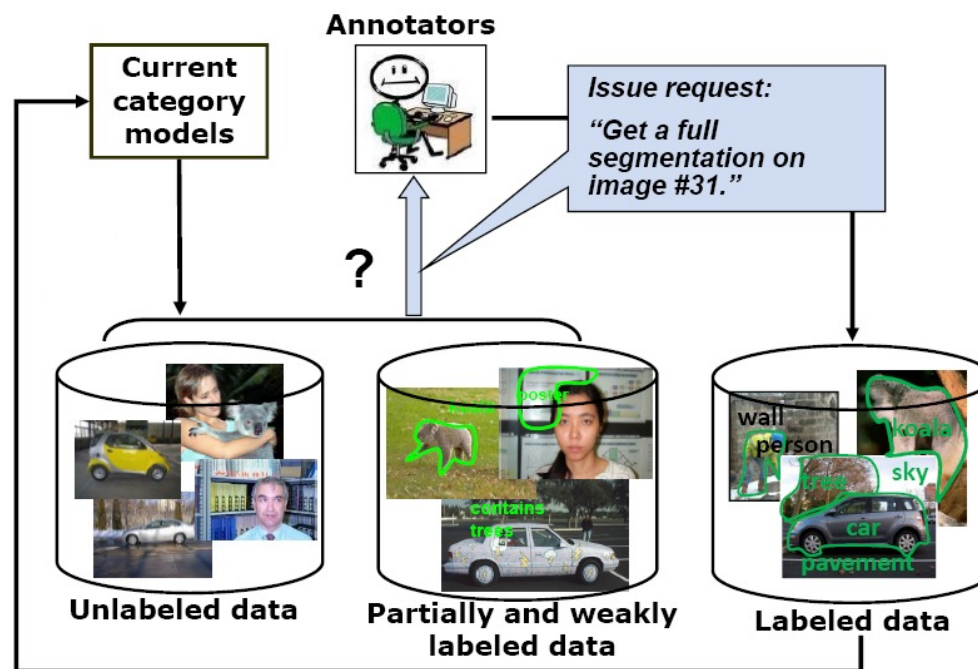 Annotators
Current
category
models
Issue request:
“Get a full
segmentation on
image #31.”
?
koala
poster
contains
trees
wall
person
koala
sky
tree
car
pavement
Unlabeled data
Partially and weakly
labeled data
Labeled data